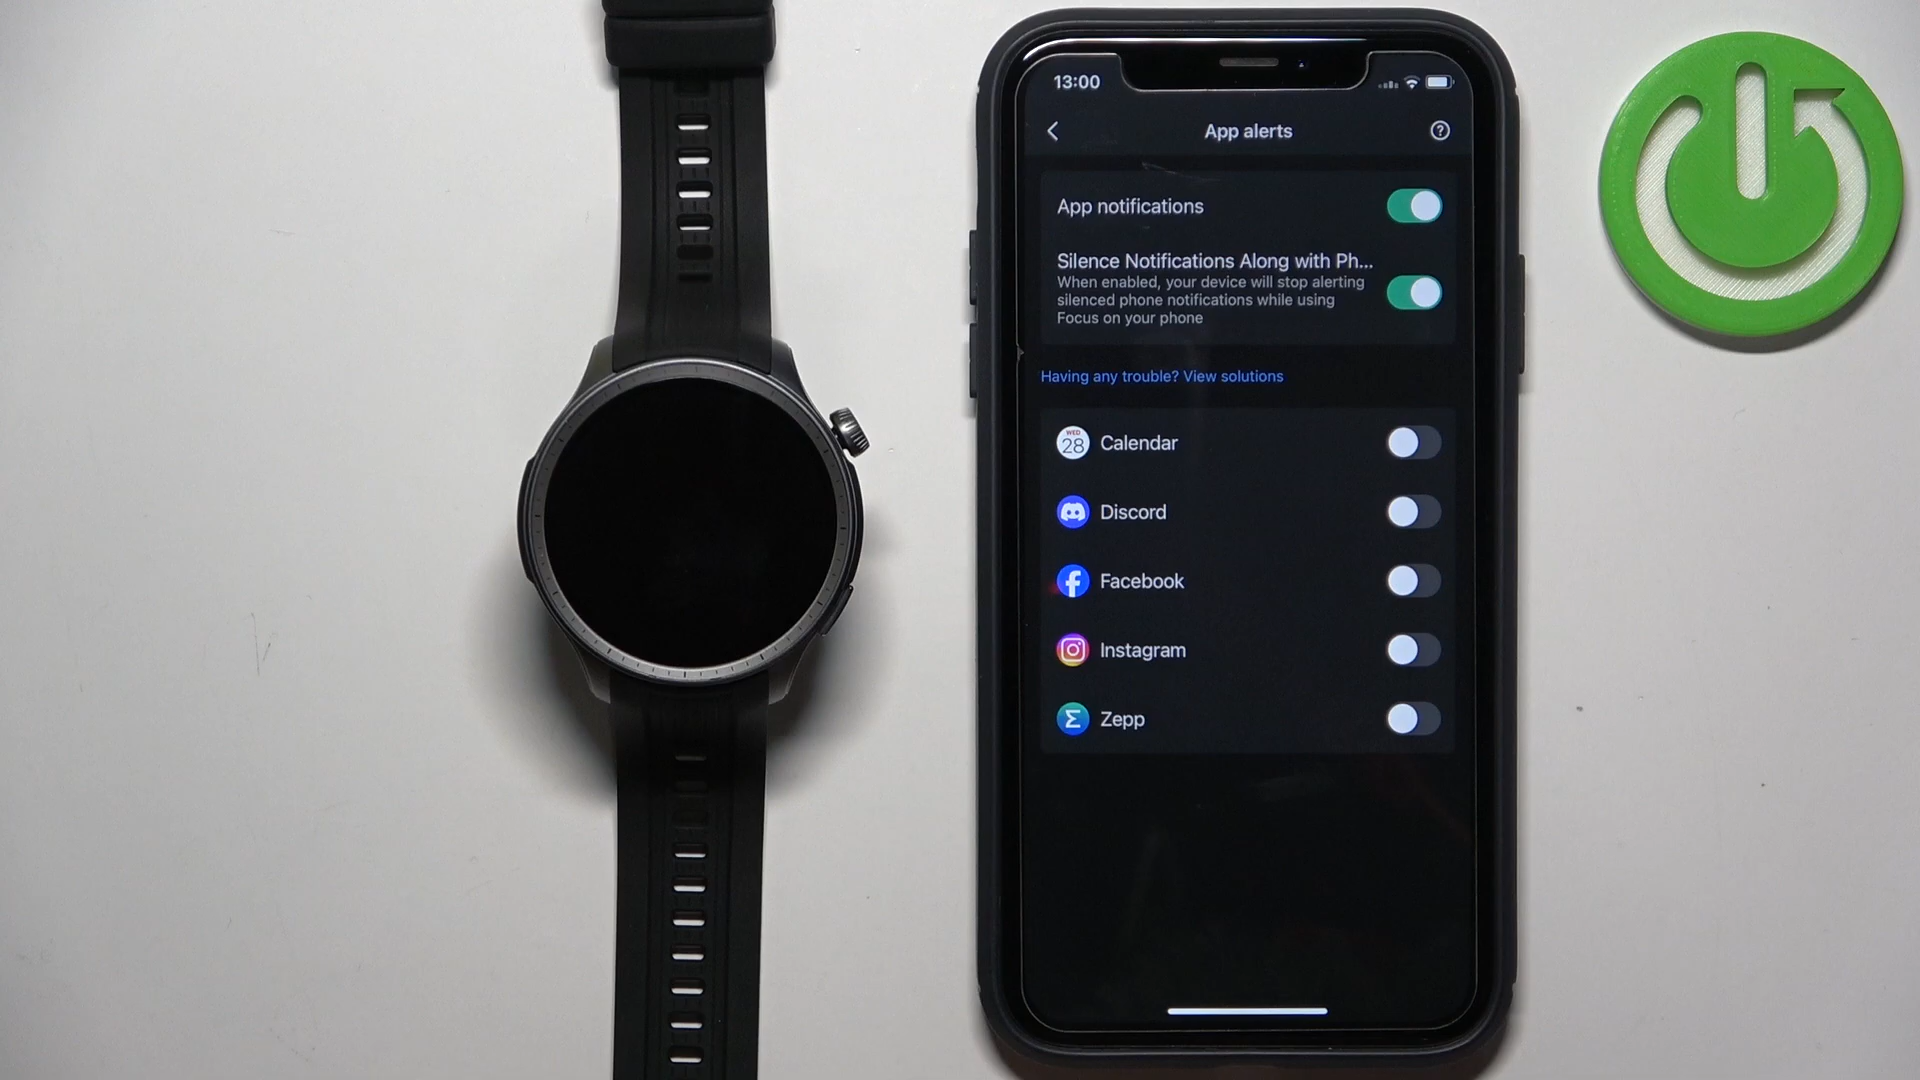 13:00
App alerts
App notifications
Silence Notifications Along with Ph...
When enabled, your device will stop alerting
silenced phone notifications while using
Focus on your phone
Having any trouble? View solutions
WED
28
Calendar
Discord
Facebook
Instagram
Zepp